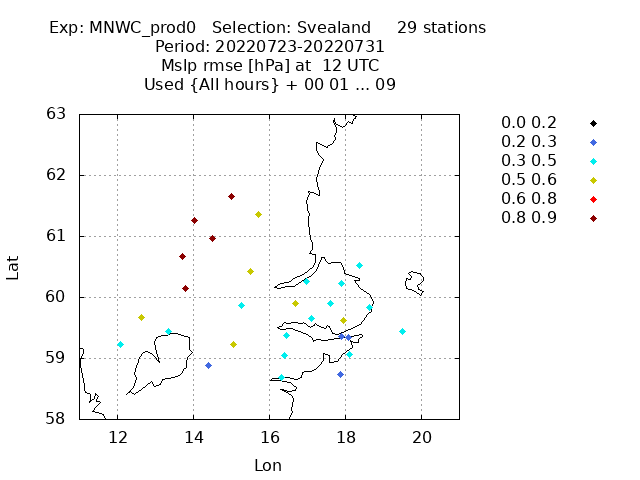 Exp: MNWC_prod0   Selection: Svealand     29 stations
Period: 20220723-20220731
Mslp rmse [hPa] at  12 UTC
Used {All hours} + 00 01 ... 09
63
62
61
60
59
58
Lat
12 14 16 18 20
Lon
0.0 0.2
0.2 0.3
0.3 0.5
0.5 0.6
0.6 0.8
0.8 0.9